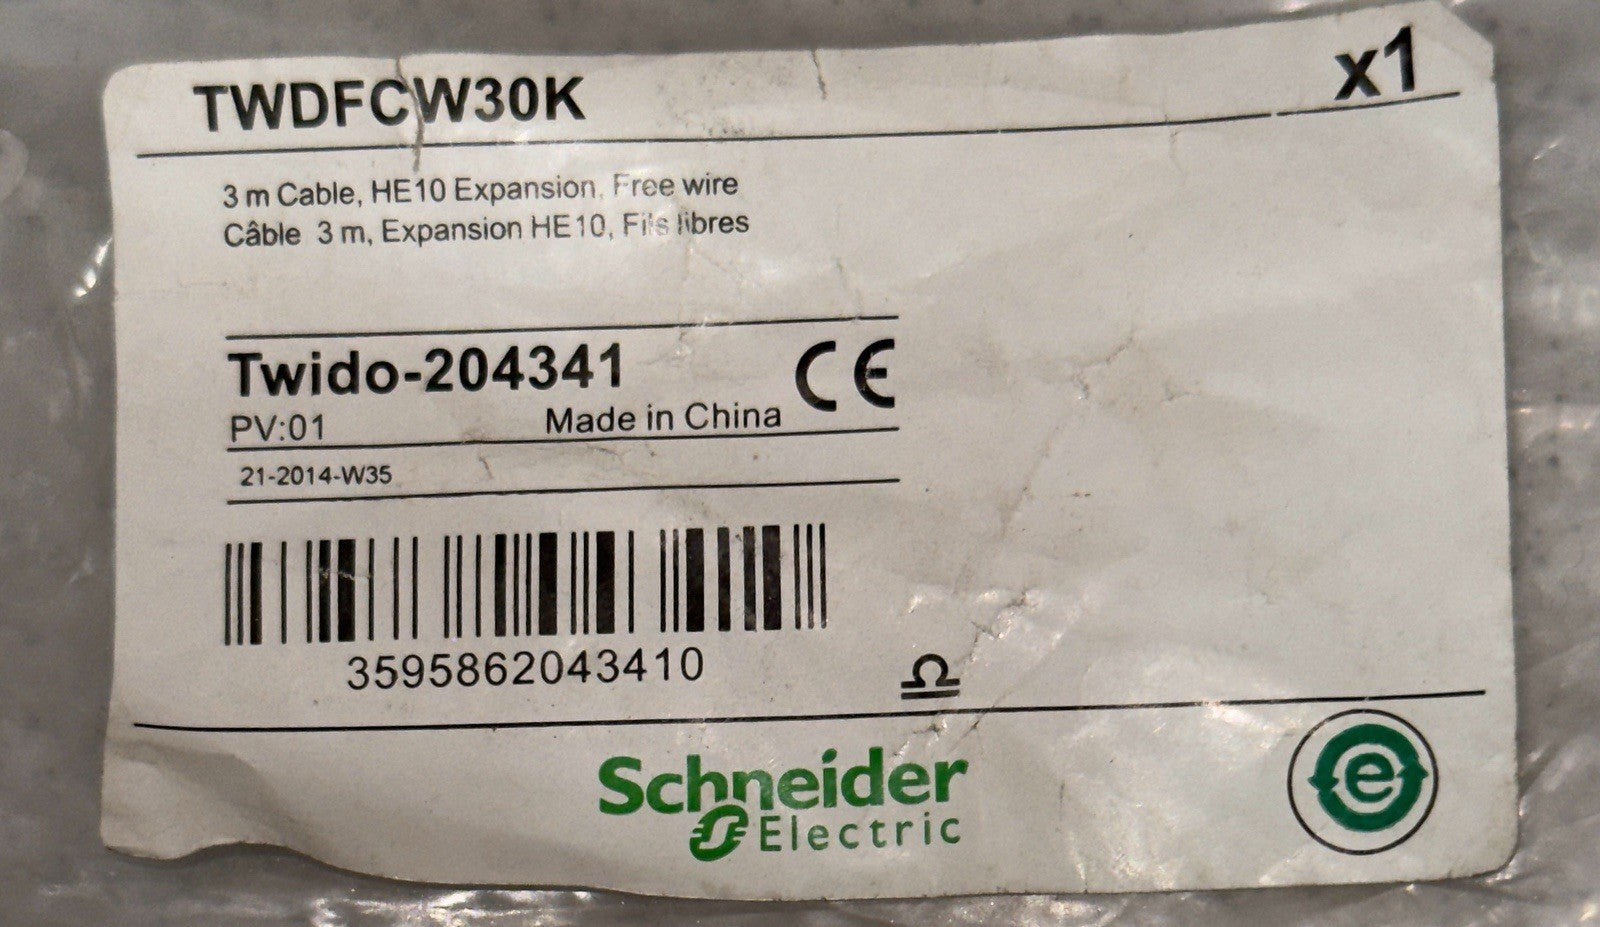 TWDFCW30K x1
3 m Cable, HE10 Expansion, Free wire
Câble 3 m, Expansion HE10, Fils libres
Twido-204341 CE
PV:01 Made in China
21-2014-W35
3595862043410
Schneider
Electric
e